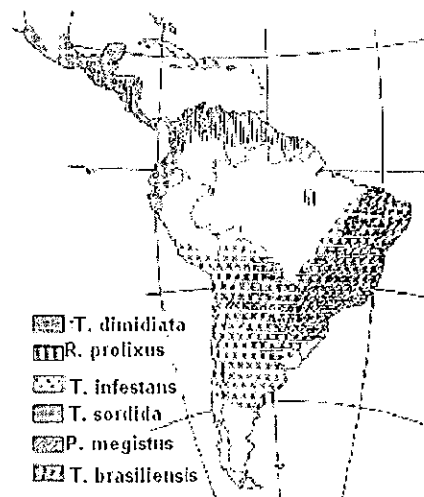 T. dimidiata
R. prolixus
T. infestans
T. sordida
P. megistus
T. brasiliensis